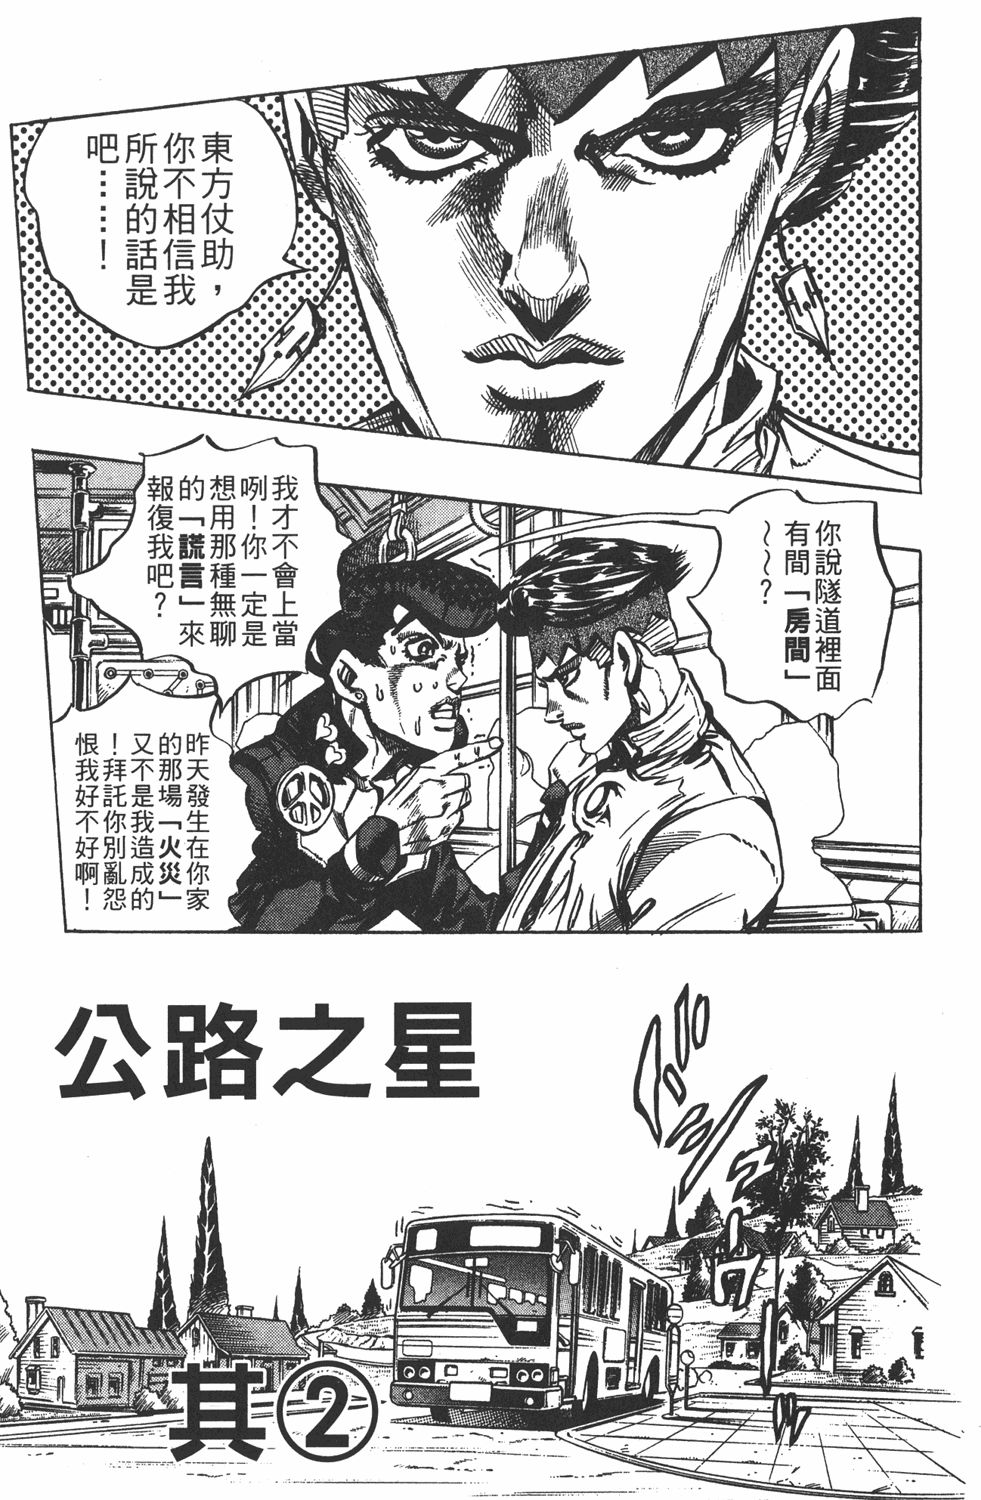 東方仗助，
你不相信我
所說的話是
吧……！
你說隧道裡面
有間「房間」
～～？
我才不會上當
咧！你一定是
想用那種無聊
的「謊言」來
報復我吧？
昨天發生在你家
的那場「火災」
又不是我造成的
！拜託你別亂怨
恨我好不好啊！
公路之星
其②